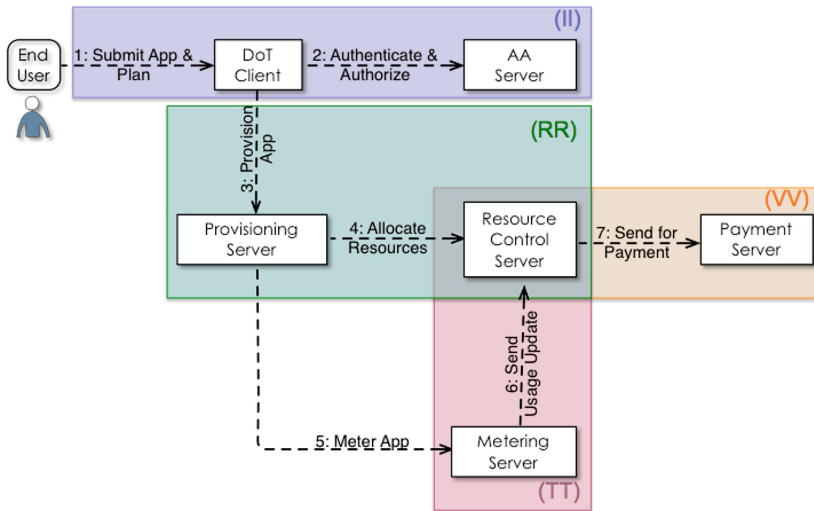 (II)
End
User
1: Submit App &
Plan
DoT
Client
2: Authenticate &
Authorize
AA
Server
(RR)
3: Provision
App
(VV)
Provisioning
Server
4: Allocate
Resources
Resource
Control
Server
7: Send for
Payment
Payment
Server
6: Send
Usage Update
5: Meter App
Metering
Server
(TT)